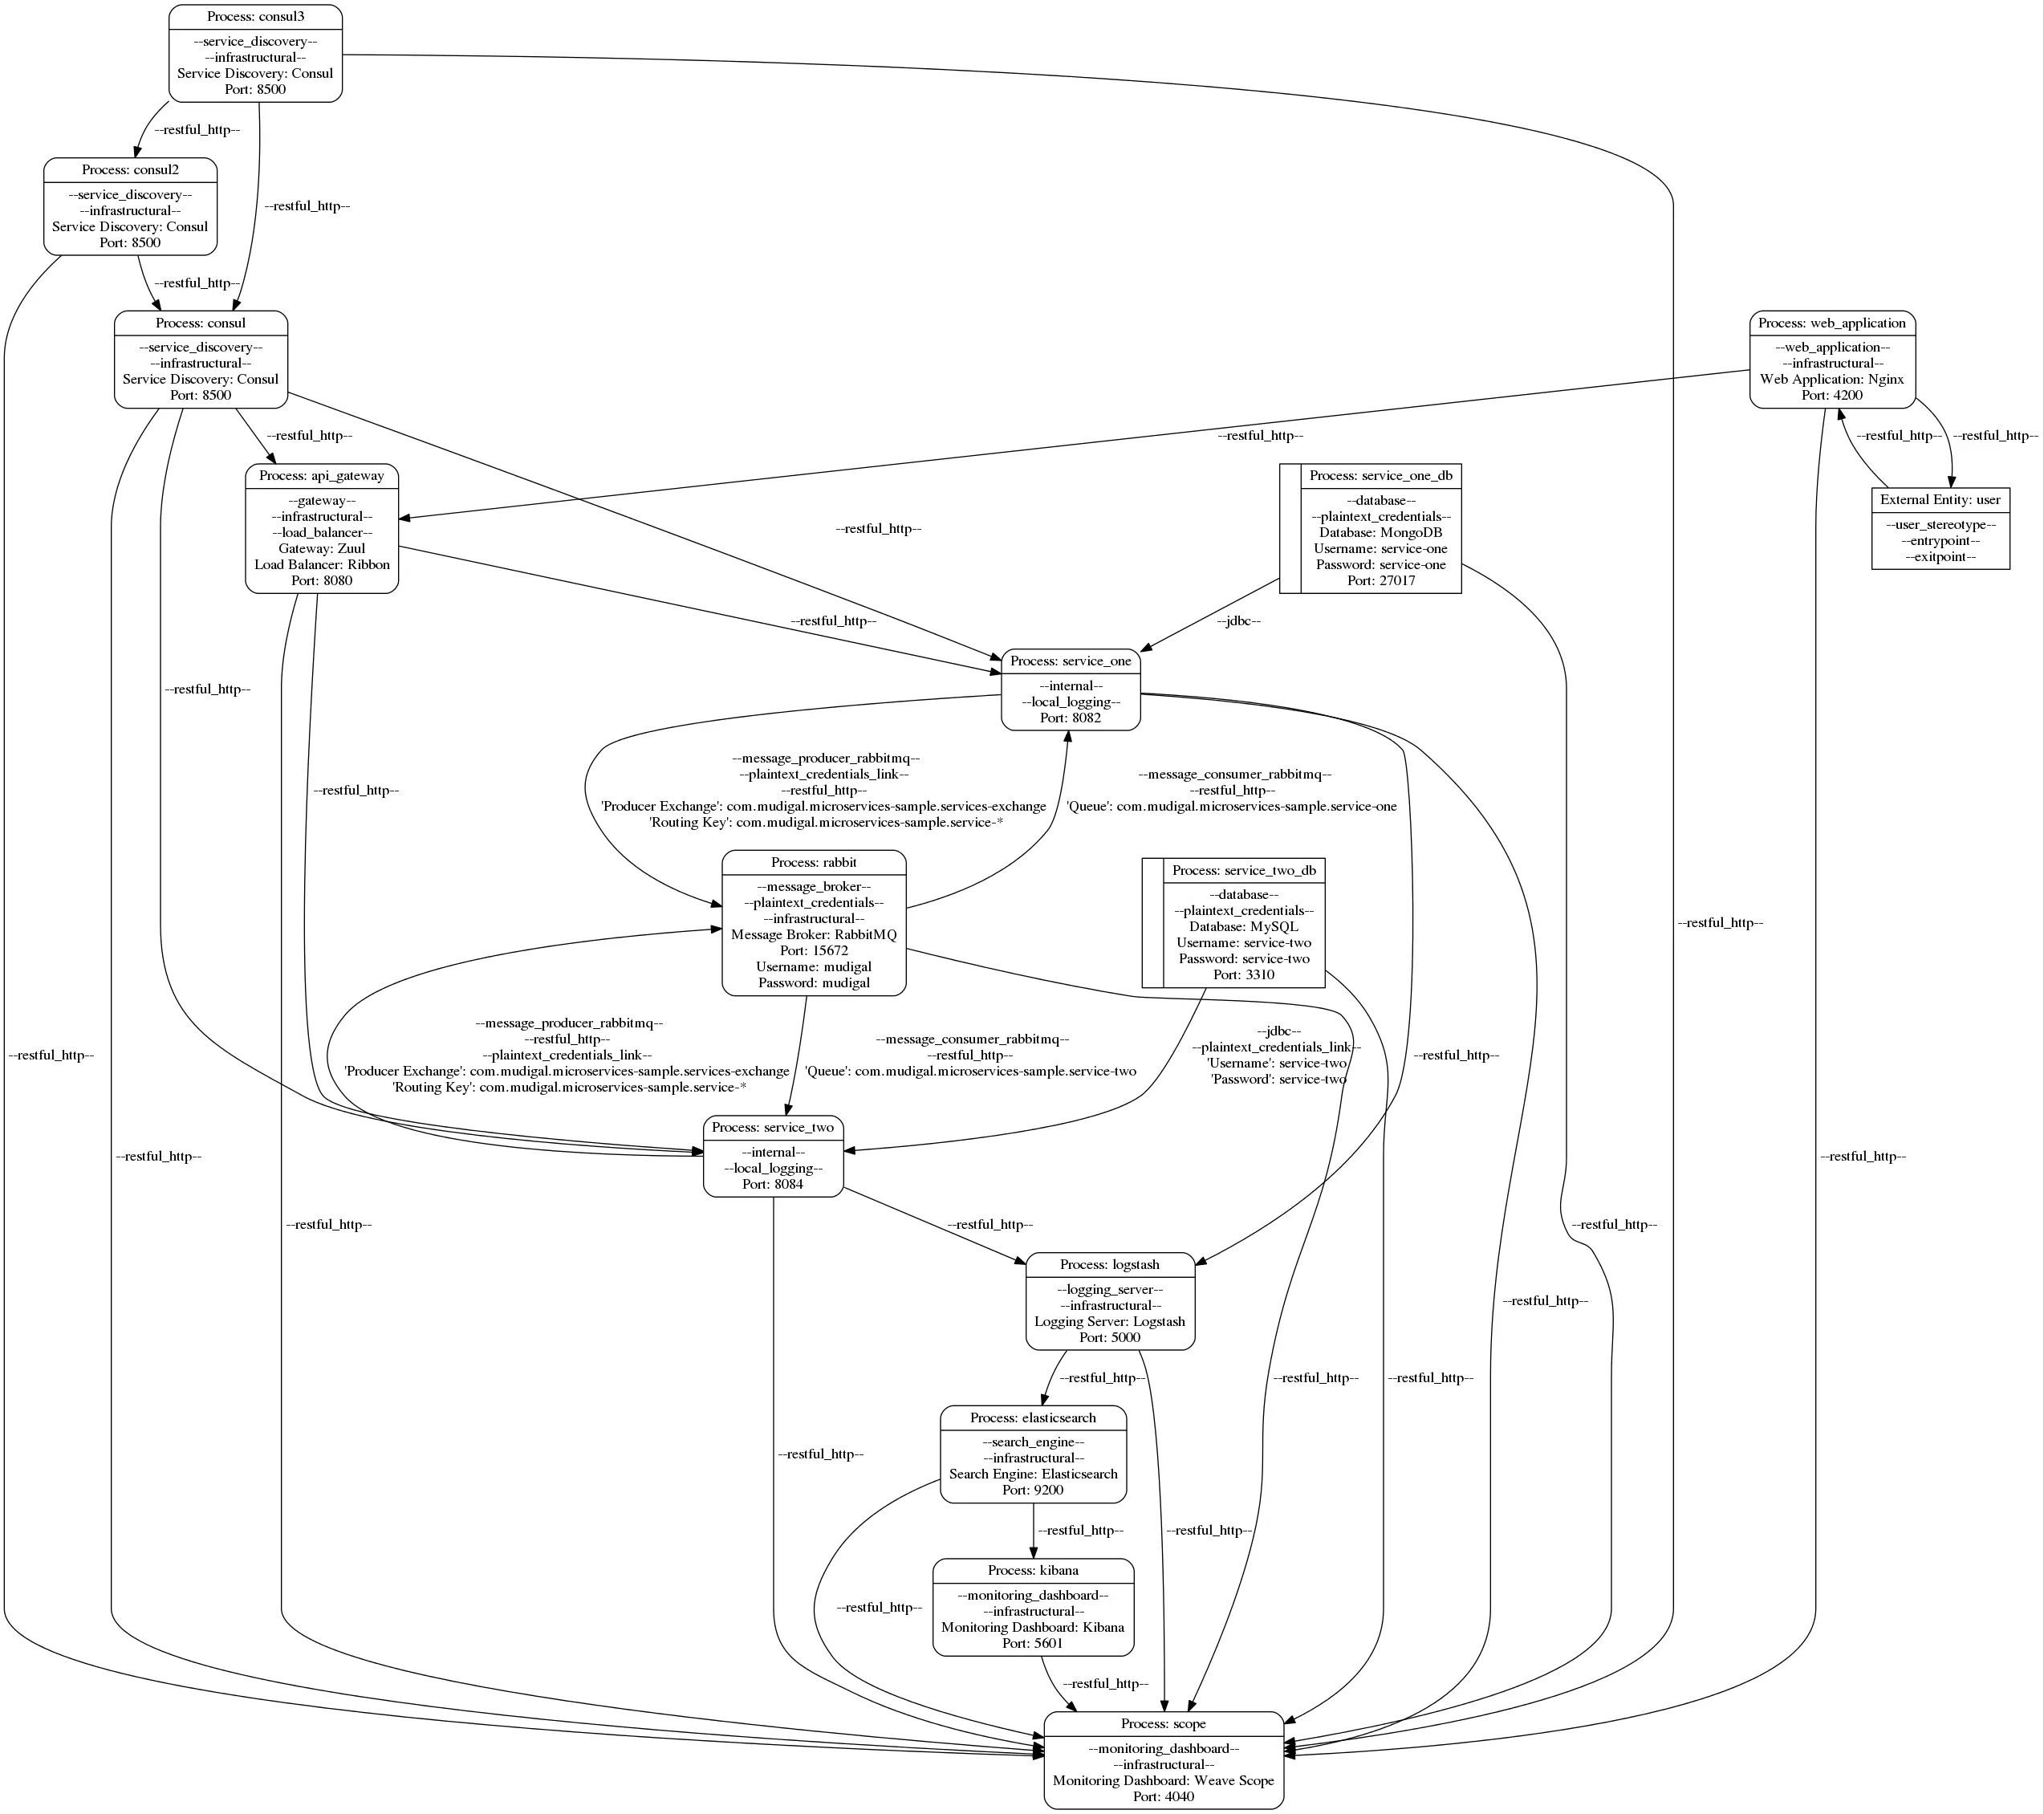 Process: consul3
--service_discovery--
--infrastructural--
Service Discovery: Consul
Port: 8500
--restful_http--
Process: consul2
--service_discovery--
--infrastructural--
Service Discovery: Consul
Port: 8500
--restful_http--
--restful_http--
Process: consul
--service_discovery--
--infrastructural--
Service Discovery: Consul
Port: 8500
Process: web_application
--web_application--
--infrastructural--
Web Application: Nginx
Port: 4200
--restful_http--
--restful_http--
--restful_http--
--restful_http--
Process: api_gateway
--gateway--
--infrastructural--
--load_balancer--
Gateway: Zuul
Load Balancer: Ribbon
Port: 8080
--restful_http--
Process: service_one_db
--database--
--plaintext_credentials--
Database: MongoDB
Username: service-one
Password: service-one
Port: 27017
External Entity: user
--user_stereotype--
--entrypoint--
--exitpoint--
--restful_http--
--jdbc--
Process: service_one
--internal--
--local_logging--
Port: 8082
--restful_http--
--restful_http--
--message_producer_rabbitmq--
--plaintext_credentials_link--
--restful_http--
'Producer Exchange': com.mudigal.microservices-sample.services-exchange
'Routing Key': com.mudigal.microservices-sample.service-*
--message_consumer_rabbitmq--
--restful_http--
'Queue': com.mudigal.microservices-sample.service-one
Process: rabbit
--message_broker--
--plaintext_credentials--
--infrastructural--
Message Broker: RabbitMQ
Port: 15672
Username: mudigal
Password: mudigal
Process: service_two_db
--database--
--plaintext_credentials--
Database: MySQL
Username: service-two
Password: service-two
Port: 3310
--restful_http--
--restful_http--
--message_producer_rabbitmq--
--restful_http--
--plaintext_credentials_link--
'Producer Exchange': com.mudigal.microservices-sample.services-exchange
'Routing Key': com.mudigal.microservices-sample.service-*
--message_consumer_rabbitmq--
--restful_http--
'Queue': com.mudigal.microservices-sample.service-two
--jdbc--
--plaintext_credentials_link--
'Username': service-two
'Password': service-two
--restful_http--
Process: service_two
--internal--
--local_logging--
Port: 8084
--restful_http--
--restful_http--
--restful_http--
--restful_http--
--restful_http--
Process: logstash
--logging_server--
--infrastructural--
Logging Server: Logstash
Port: 5000
--restful_http--
--restful_http--
--restful_http--
--restful_http--
Process: elasticsearch
--search_engine--
--infrastructural--
Search Engine: Elasticsearch
Port: 9200
--restful_http--
--restful_http--
--restful_http--
Process: kibana
--monitoring_dashboard--
--infrastructural--
Monitoring Dashboard: Kibana
Port: 5601
--restful_http--
--restful_http--
Process: scope
--monitoring_dashboard--
--infrastructural--
Monitoring Dashboard: Weave Scope
Port: 4040